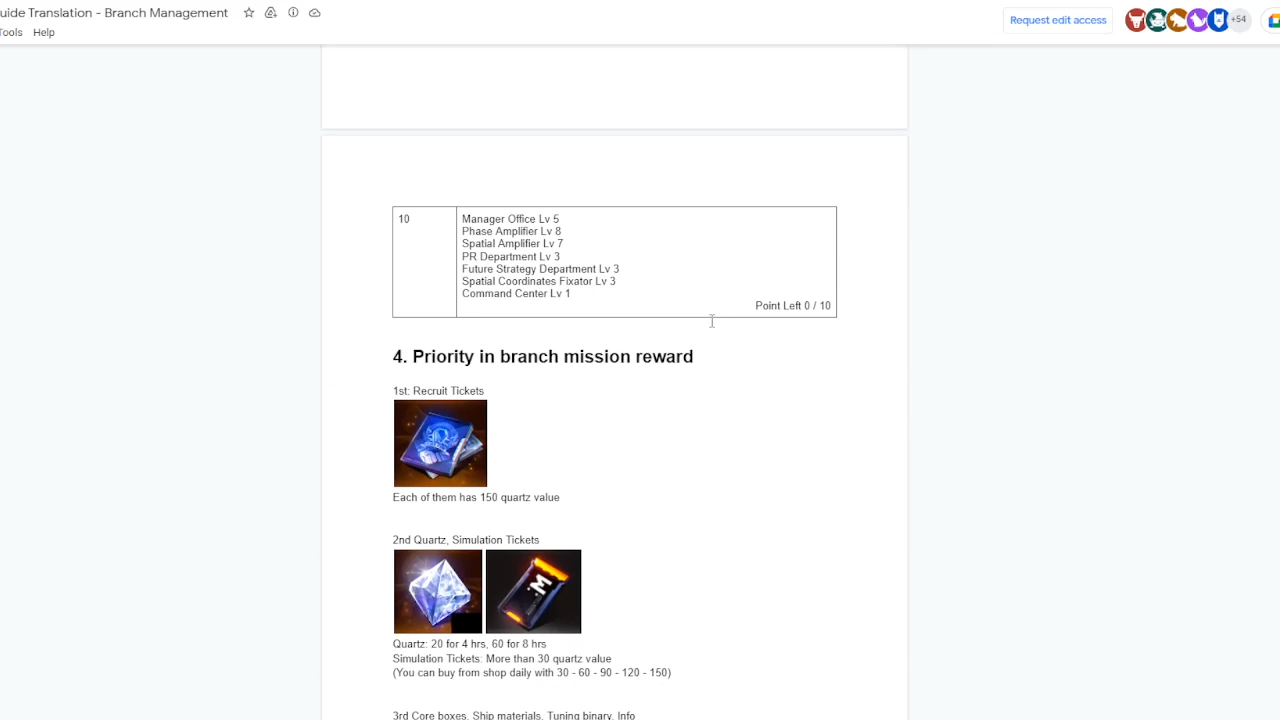 uide Translation - Branch Management
Request edit access
+54
Tools Help
10
Manager Office Lv 5
Phase Amplifier Lv 8
Spatial Amplifier Lv 7
PR Department Lv 3
Future Strategy Department Lv 3
Spatial Coordinates Fixator Lv 3
Command Center Lv 1
Point Left 0 / 10
4. Priority in branch mission reward
1st: Recruit Tickets
Each of them has 150 quartz value
2nd Quartz, Simulation Tickets
M
Quartz: 20 for 4 hrs, 60 for 8 hrs
Simulation Tickets: More than 30 quartz value
(You can buy from shop daily with 30 - 60 - 90 - 120 - 150)
3rd Core boxes, Ship materials, Tuning binary, Info